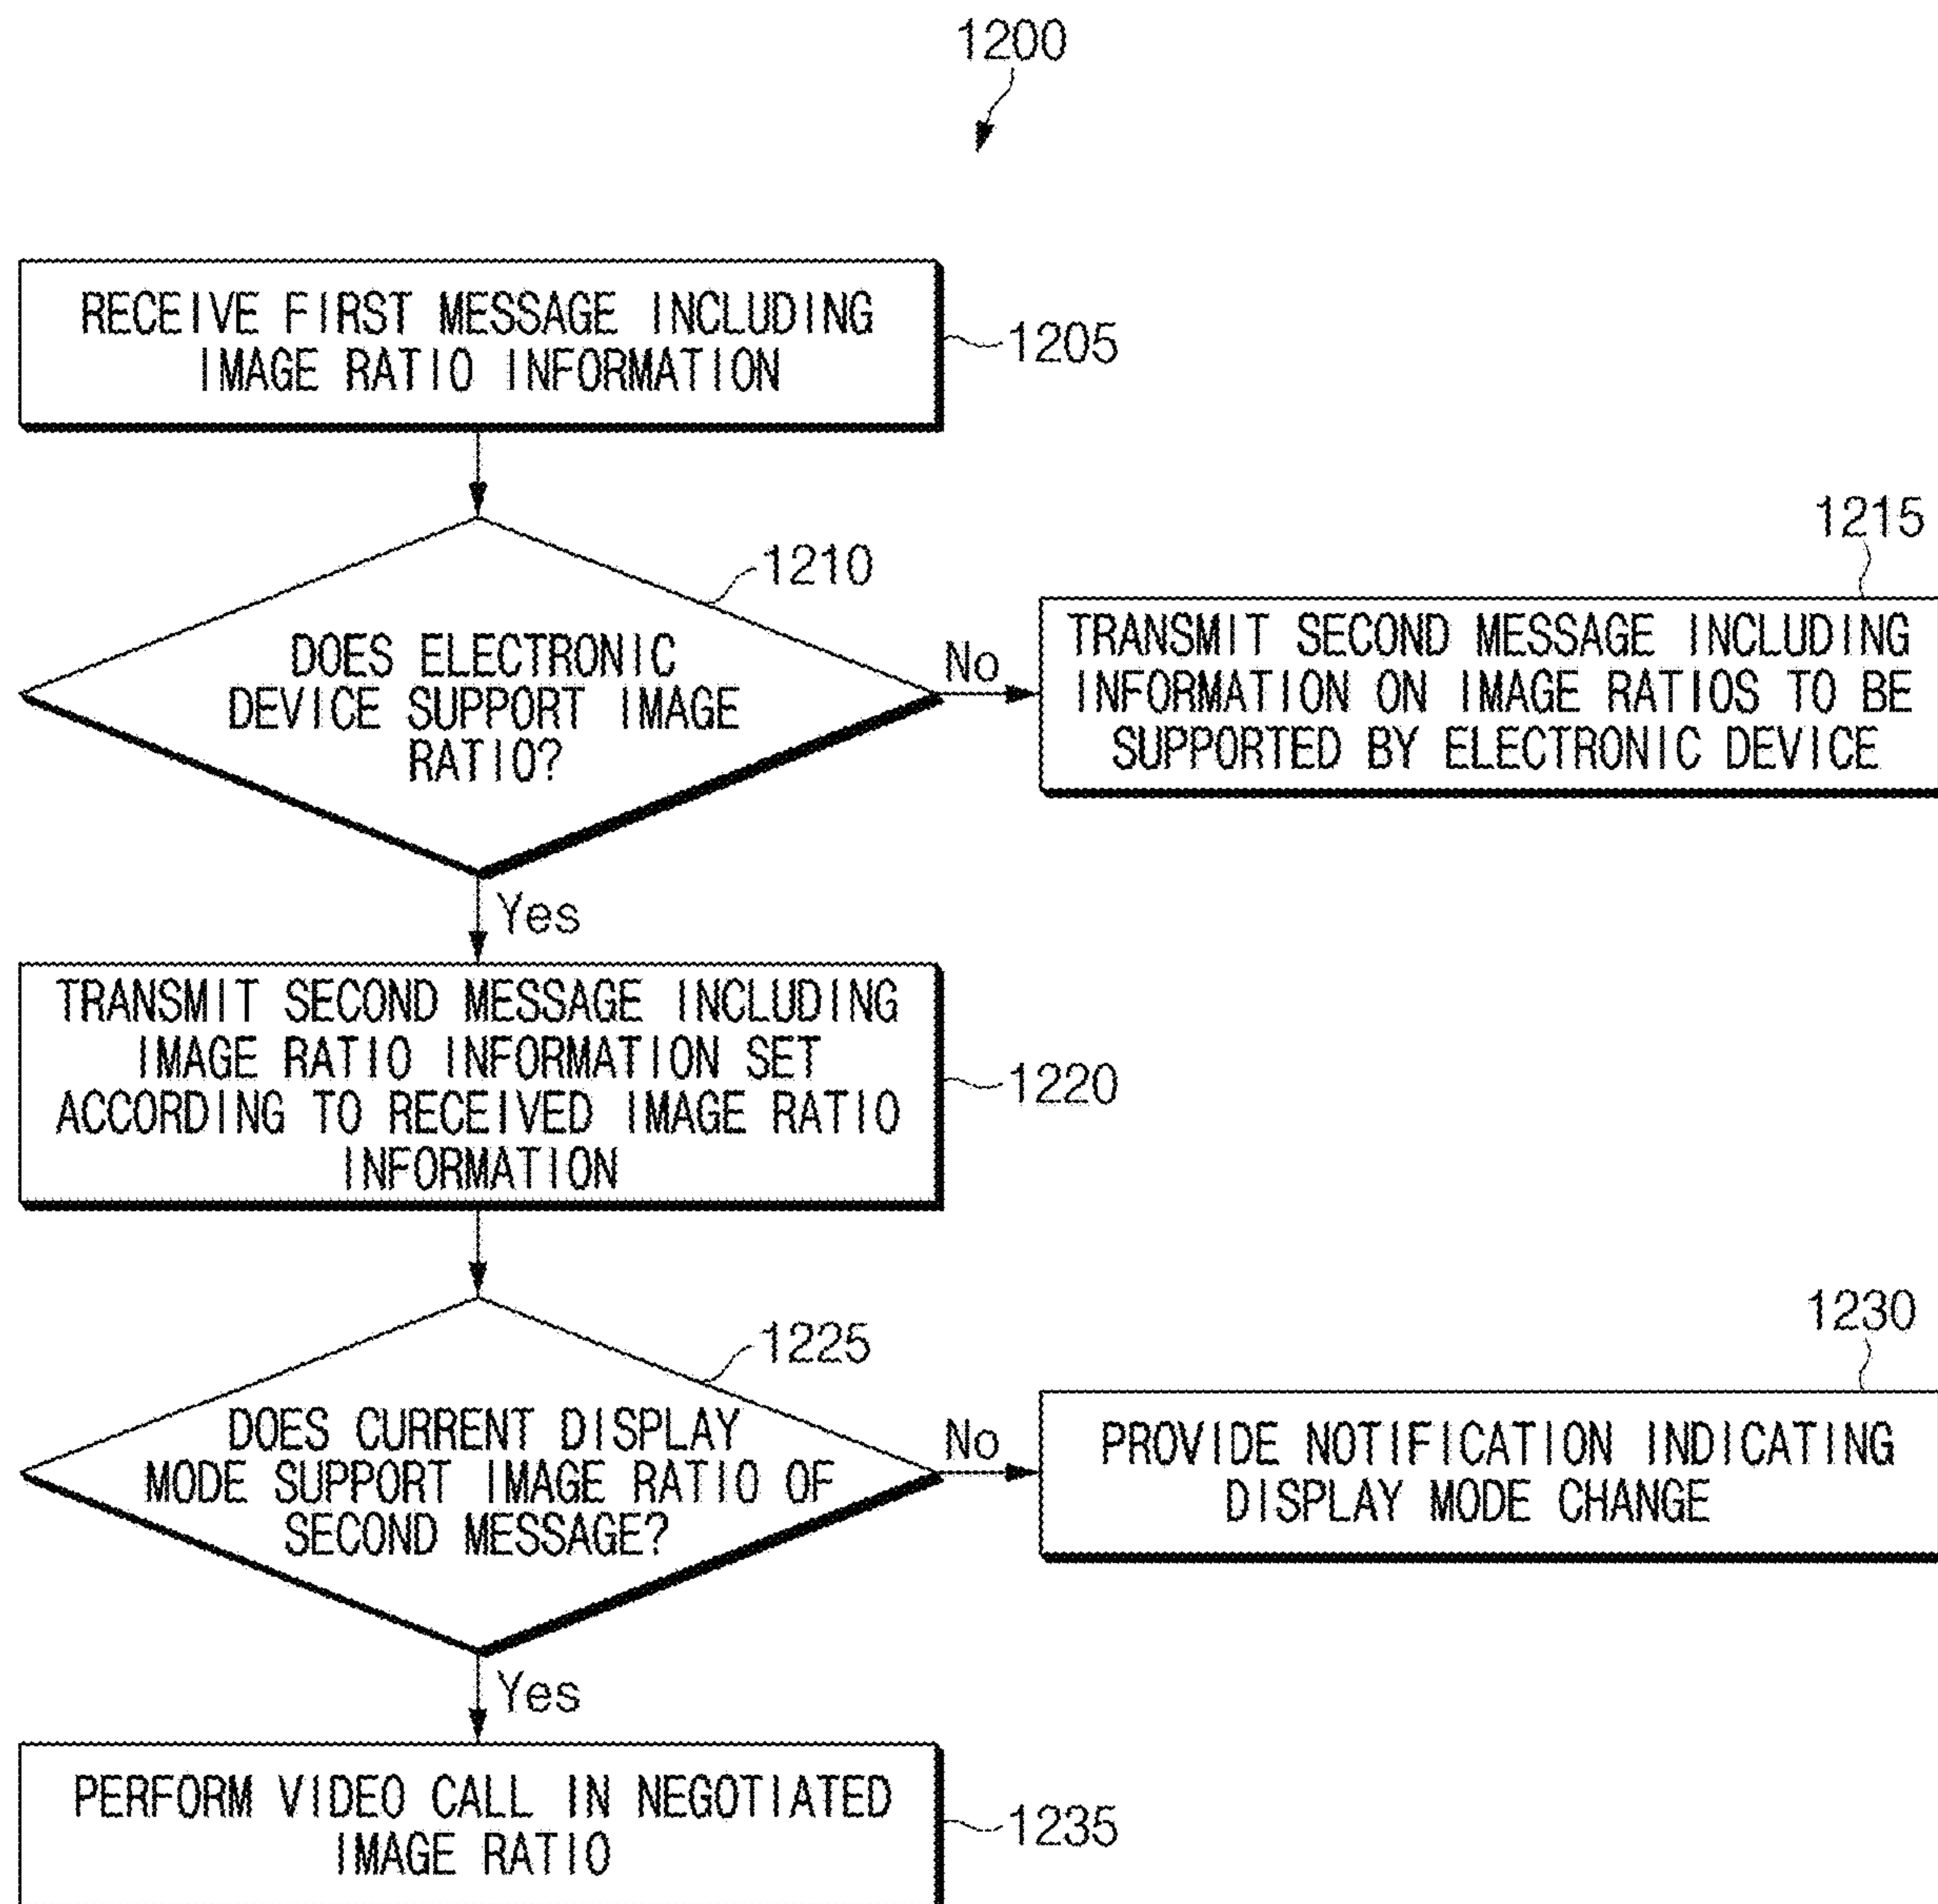 1200
RECEIVE FIRST MESSAGE INCLUDING
IMAGE RATIO INFORMATION
1205
1210
DOES ELECTRONIC
DEVICE SUPPORT IMAGE
RATIO?
No
1215
TRANSMIT SECOND MESSAGE INCLUDING
INFORMATION ON IMAGE RATIOS TO BE
SUPPORTED BY ELECTRONIC DEVICE
Yes
TRANSMIT SECOND MESSAGE INCLUDING
IMAGE RATIO INFORMATION SET
ACCORDING TO RECEIVED IMAGE RATIO
INFORMATION
1220
1225
DOES CURRENT DISPLAY
MODE SUPPORT IMAGE RATIO OF
SECOND MESSAGE?
No
1230
PROVIDE NOTIFICATION INDICATING
DISPLAY MODE CHANGE
Yes
PERFORM VIDEO CALL IN NEGOTIATED
IMAGE RATIO
1235